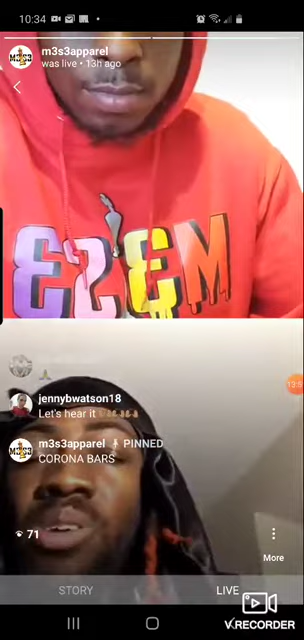 10:34
m3s3apparel
was live • 13h ago
jennybwatson18
Let's hear it
m3s3apparel PINNED
CORONA BARS
71
More
STORY
LIVE
V.RECORDER